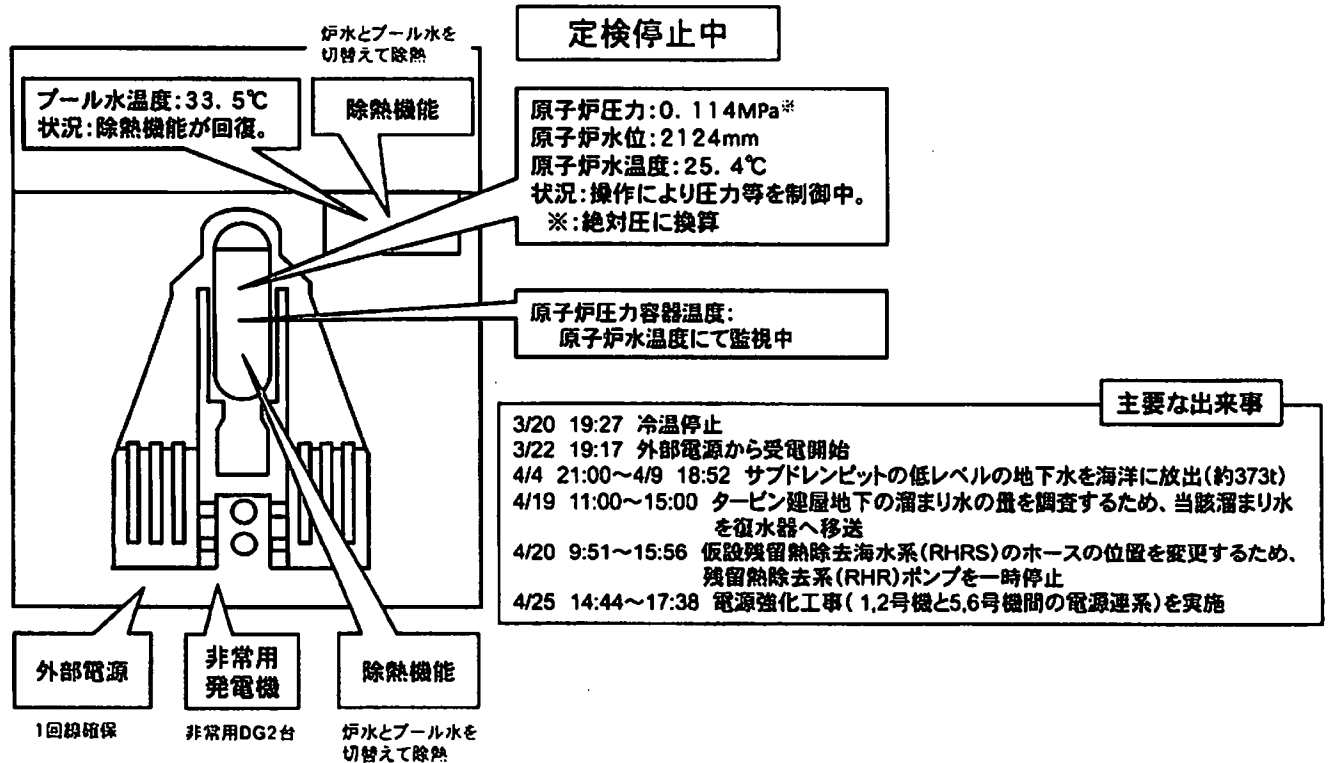 定検停止中
炉水とプール水を
切替えて除熱
プール水温度:33.5℃
状況:除熱機能が回復。
除熱機能
原子炉圧力:0.114MPa※
原子炉水位:2124mm
原子炉水温度:25.4℃
状況:操作により圧力等を制御中。
※:絶対圧に換算
原子炉圧力容器温度:
原子炉水温度にて監視中
主要な出来事
3/20 19:27 冷温停止
3/22 19:17 外部電源から受電開始
4/4 21:00~4/9 18:52 サブドレンピットの低レベルの地下水を海洋に放出(約373t)
4/19 11:00~15:00 タービン建屋地下の溜まり水の量を調査するため、当該溜まり水
を復水器へ移送
4/20 9:51~15:56 仮設残留熱除去海水系(RHRS)のホースの位置を変更するため、
残留熱除去系(RHR)ポンプを一時停止
4/25 14:44~17:38 電源強化工事(1,2号機と5,6号機間の電源連系)を実施
外部電源
1回線確保
非常用
発電機
非常用DG2台
除熱機能
炉水とプール水を
切替えて除熱